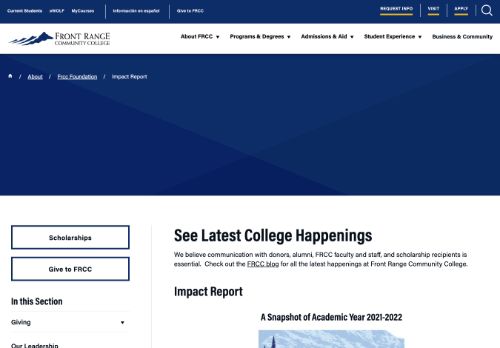 Current Students eWOLF MyCourses Información en español Give to FRCC REQUEST INFO VISIT APPLY
FRONT RANGE
COMMUNITY COLLEGE
About FRCC Programs & Degrees Admissions & Aid Student Experience Business & Community
/ About / Frcc Foundation / Impact Report
Scholarships
Give to FRCC
In this Section
Giving
Our Leadership
See Latest College Happenings
We believe communication with donors, alumni, FRCC faculty and staff, and scholarship recipients is
essential. Check out the FRCC blog for all the latest happenings at Front Range Community College.
Impact Report
A Snapshot of Academic Year 2021-2022